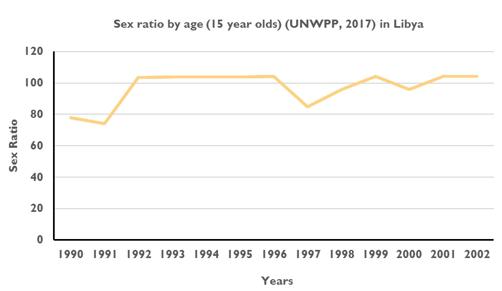 Sex ratio by age (15 year olds) (UNWPP, 2017) in Libya
120
100
80
60
40
20
0
Sex Ratio
1990 1991 1992 1993 1994 1995 1996 1997 1998 1999 2000 2001 2002
Years